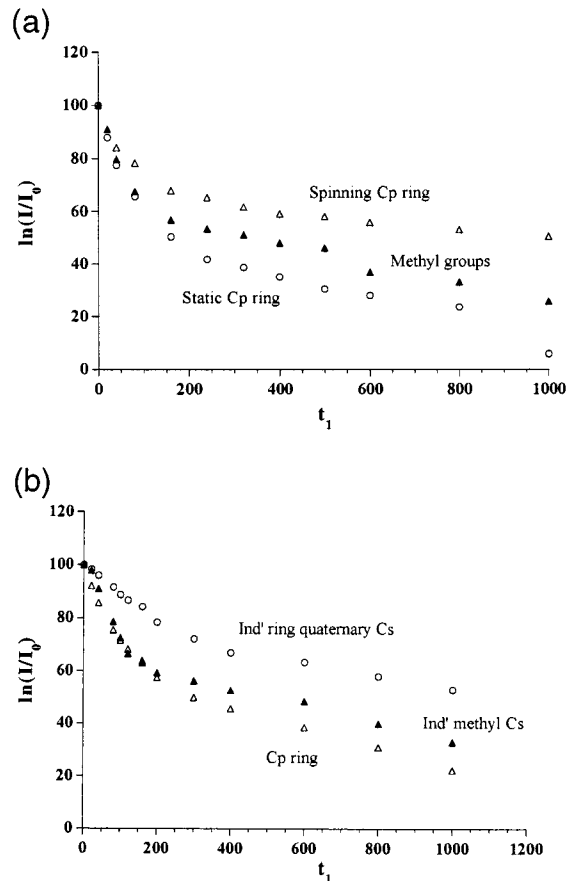 (a)
120
100
80
60
40
20
0
ln(I/I₀)
Spinning Cp ring
Methyl groups
Static Cp ring
0 200 400 600 800 1000
t₁
(b)
120
100
80
60
40
20
0
ln(I/I₀)
Ind' ring quaternary Cs
Ind' methyl Cs
Cp ring
0 200 400 600 800 1000 1200
t₁